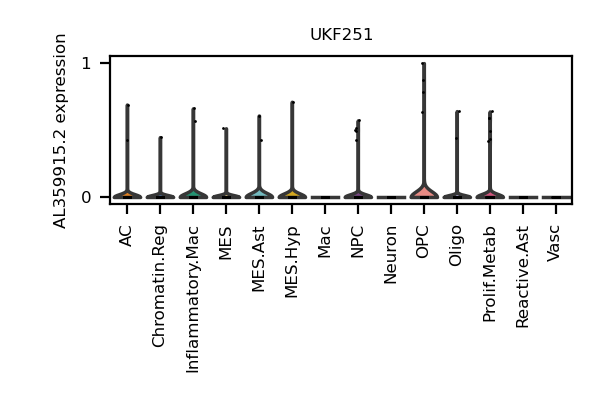 UKF251
AL359915.2 expression
1
0
AC
Chromatin.Reg
Inflammatory.Mac
MES
MES.Ast
MES.Hyp
Mac
NPC
Neuron
OPC
Oligo
Prolif.Metab
Reactive.Ast
Vasc